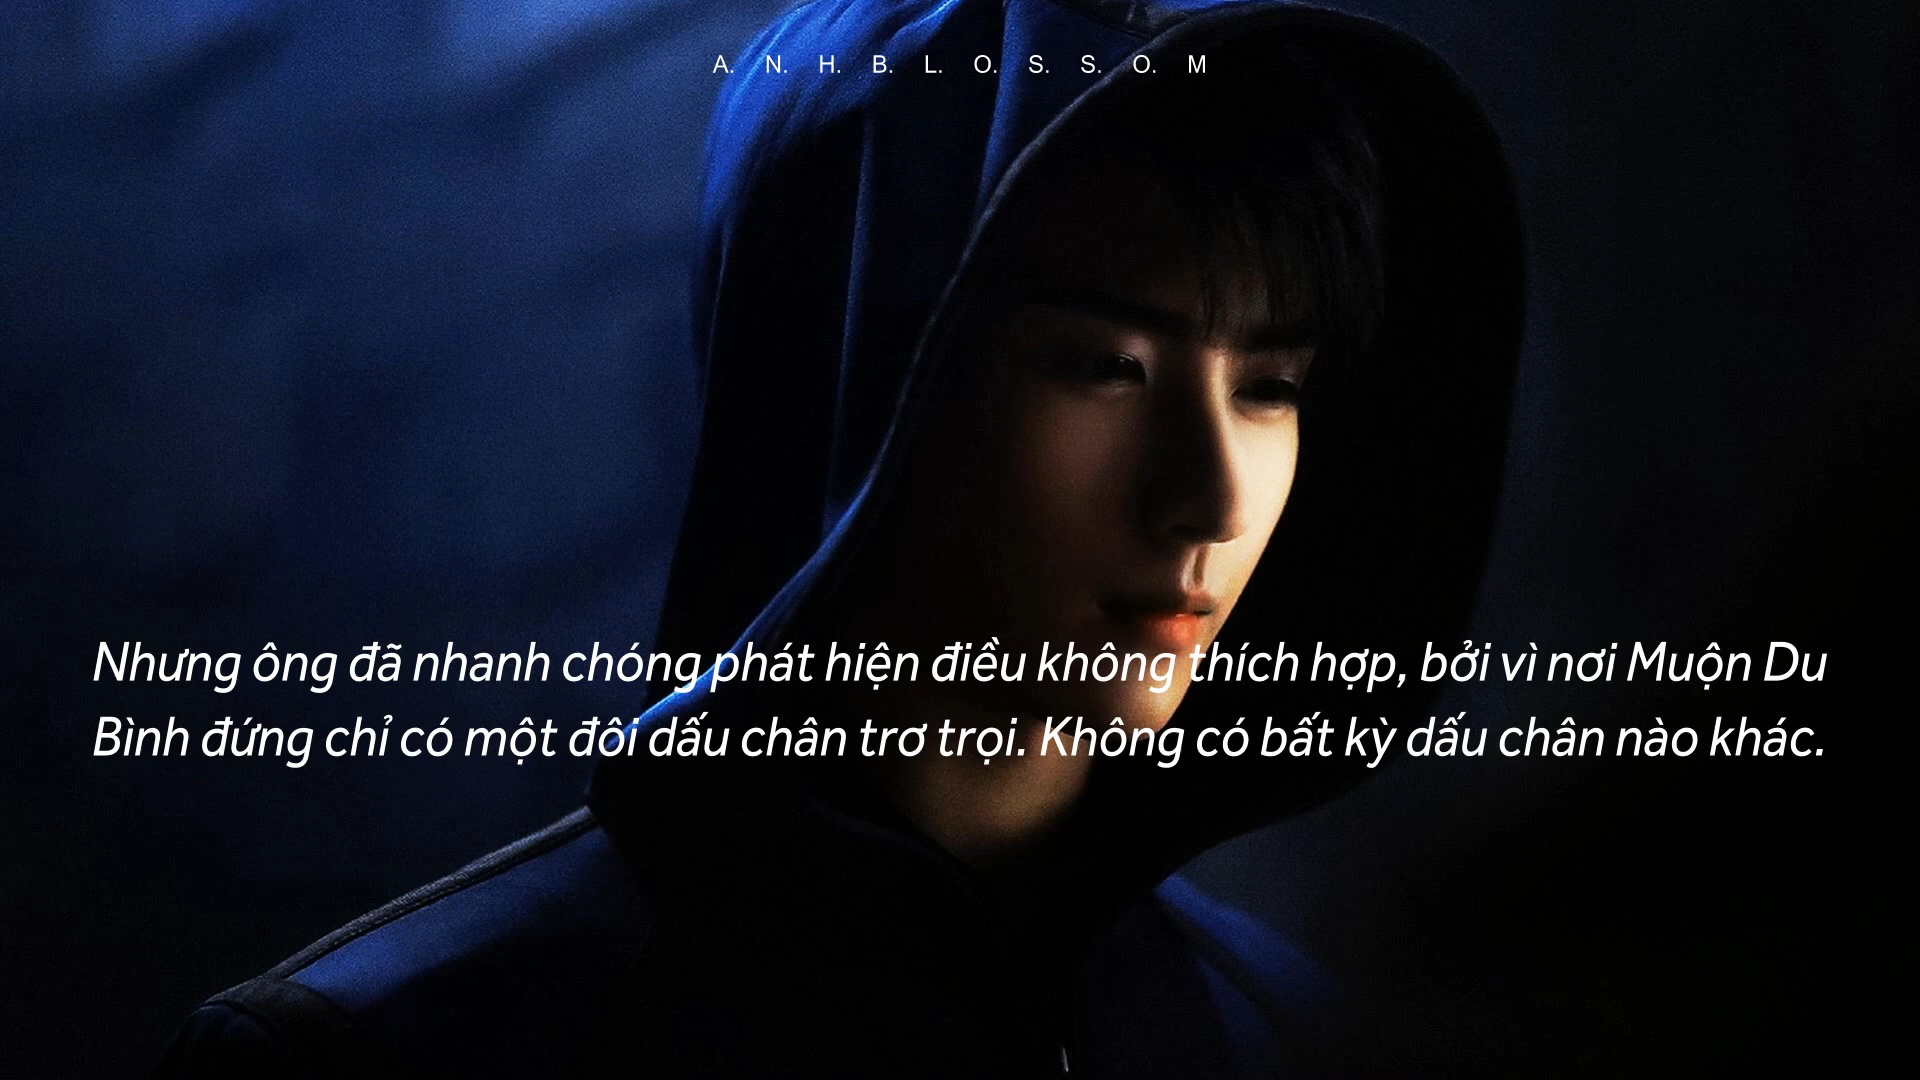 A. N. H. B. L. O. S. S. O. M
Nhưng ông đã nhanh chóng phát hiện điều không thích hợp, bởi vì nơi Muộn Du
Bình đứng chỉ có một đôi dấu chân trơ trọi. Không có bất kỳ dấu chân nào khác.